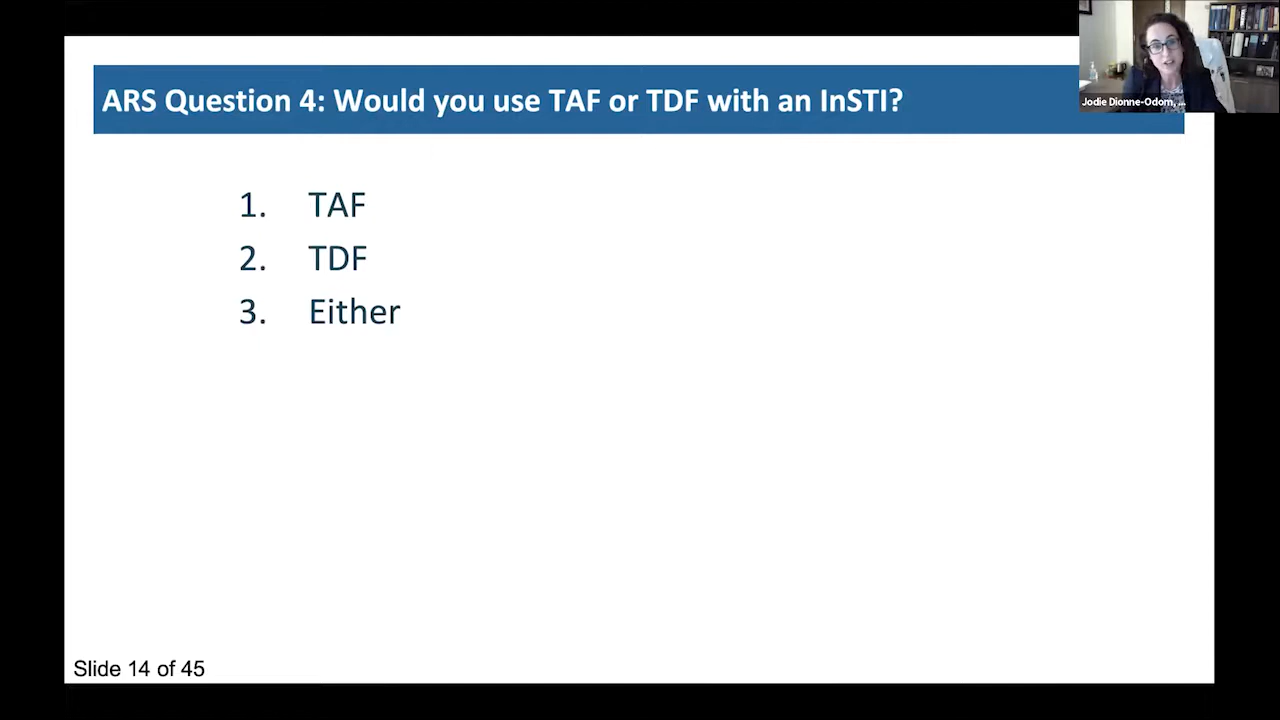 ARS Question 4: Would you use TAF or TDF with an InSTI?
Jodie Dionne-Odom, ...
1. TAF
2. TDF
3. Either
Slide 14 of 45